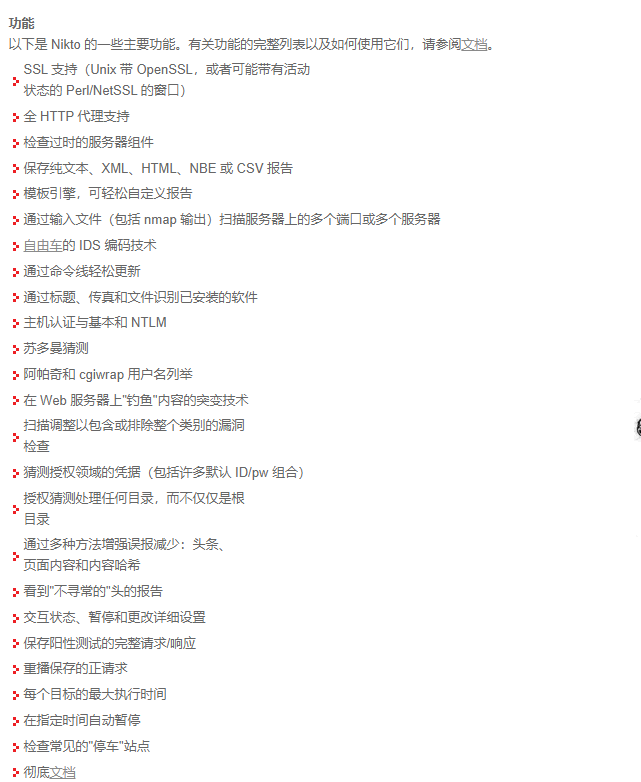 功能
以下是 Nikto 的一些主要功能。有关功能的完整列表以及如何使用它们，请参阅文档。
SSL 支持（Unix 带 OpenSSL，或者可能带有活动
状态的 Perl/NetSSL 的窗口）
全 HTTP 代理支持
检查过时的服务器组件
保存纯文本、XML、HTML、NBE 或 CSV 报告
模板引擎，可轻松自定义报告
通过输入文件（包括 nmap 输出）扫描服务器上的多个端口或多个服务器
自由车的 IDS 编码技术
通过命令线轻松更新
通过标题、传真和文件识别已安装的软件
主机认证与基本和 NTLM
苏多曼猜测
阿帕奇和 cgiwrap 用户名列举
在 Web 服务器上"钓鱼"内容的突变技术
扫描调整以包含或排除整个类别的漏洞
检查
猜测授权领域的凭据（包括许多默认 ID/pw 组合）
授权猜测处理任何目录，而不仅仅是根
目录
通过多种方法增强误报减少：头条、
页面内容和内容哈希
看到"不寻常的"头的报告
交互状态、暂停和更改详细设置
保存阳性测试的完整请求/响应
重播保存的正请求
每个目标的最大执行时间
在指定时间自动暂停
检查常见的"停车"站点
彻底文档